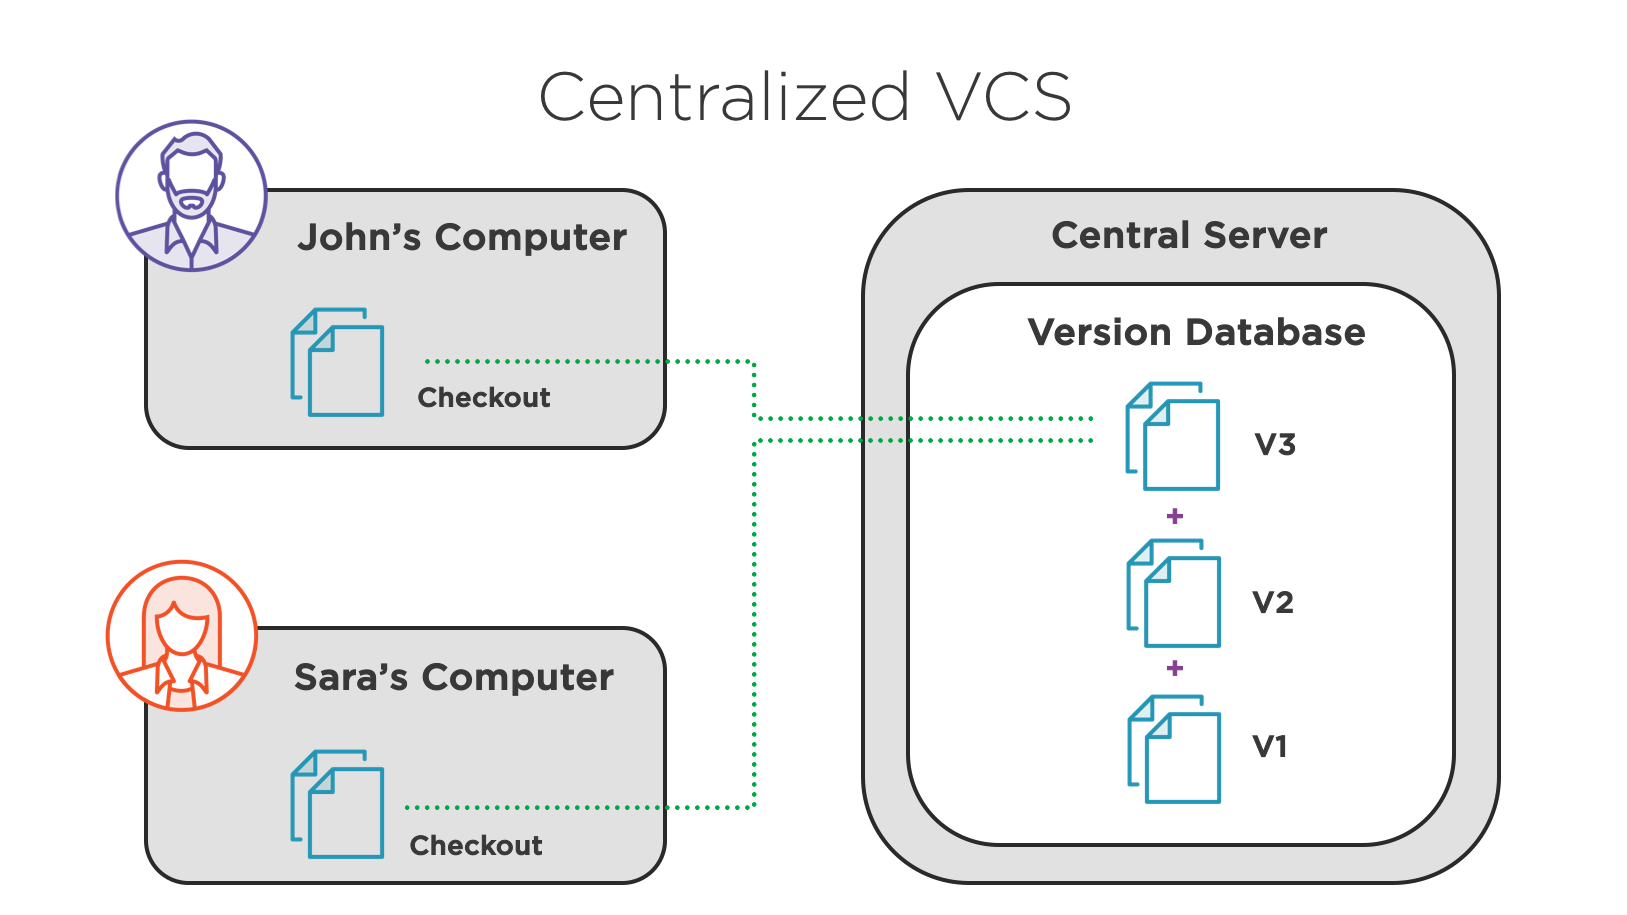 Centralized VCS
John’s Computer
Checkout
Sara’s Computer
Checkout
Central Server
Version Database
V3
+
V2
+
V1